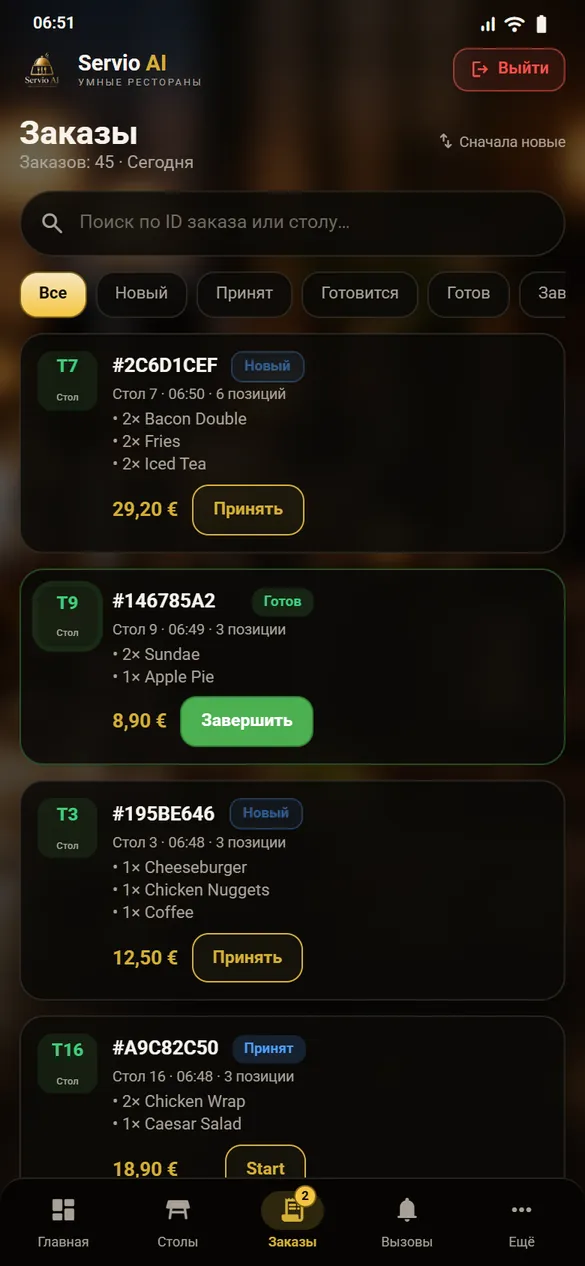 06:51
Servio AI
Servio AI
УМНЫЕ РЕСТОРАНЫ
Выйти
Заказы
Заказов: 45 · Сегодня
Сначала новые
Поиск по ID заказа или столу...
Все
Новый
Принят
Готовится
Готов
Зав
T7
Стол
#2C6D1CEF
Новый
Стол 7 · 06:50 · 6 позиций
• 2× Bacon Double
• 2× Fries
• 2× Iced Tea
29,20 €
Принять
T9
Стол
#146785A2
Готов
Стол 9 · 06:49 · 3 позиции
• 2× Sundae
• 1× Apple Pie
8,90 €
Завершить
T3
Стол
#195BE646
Новый
Стол 3 · 06:48 · 3 позиции
• 1× Cheeseburger
• 1× Chicken Nuggets
• 1× Coffee
12,50 €
Принять
T16
Стол
#A9C82C50
Принят
Стол 16 · 06:48 · 3 позиции
• 2× Chicken Wrap
• 1× Caesar Salad
18,90 €
Start
2
Главная
Столы
Заказы
Вызовы
Ещё